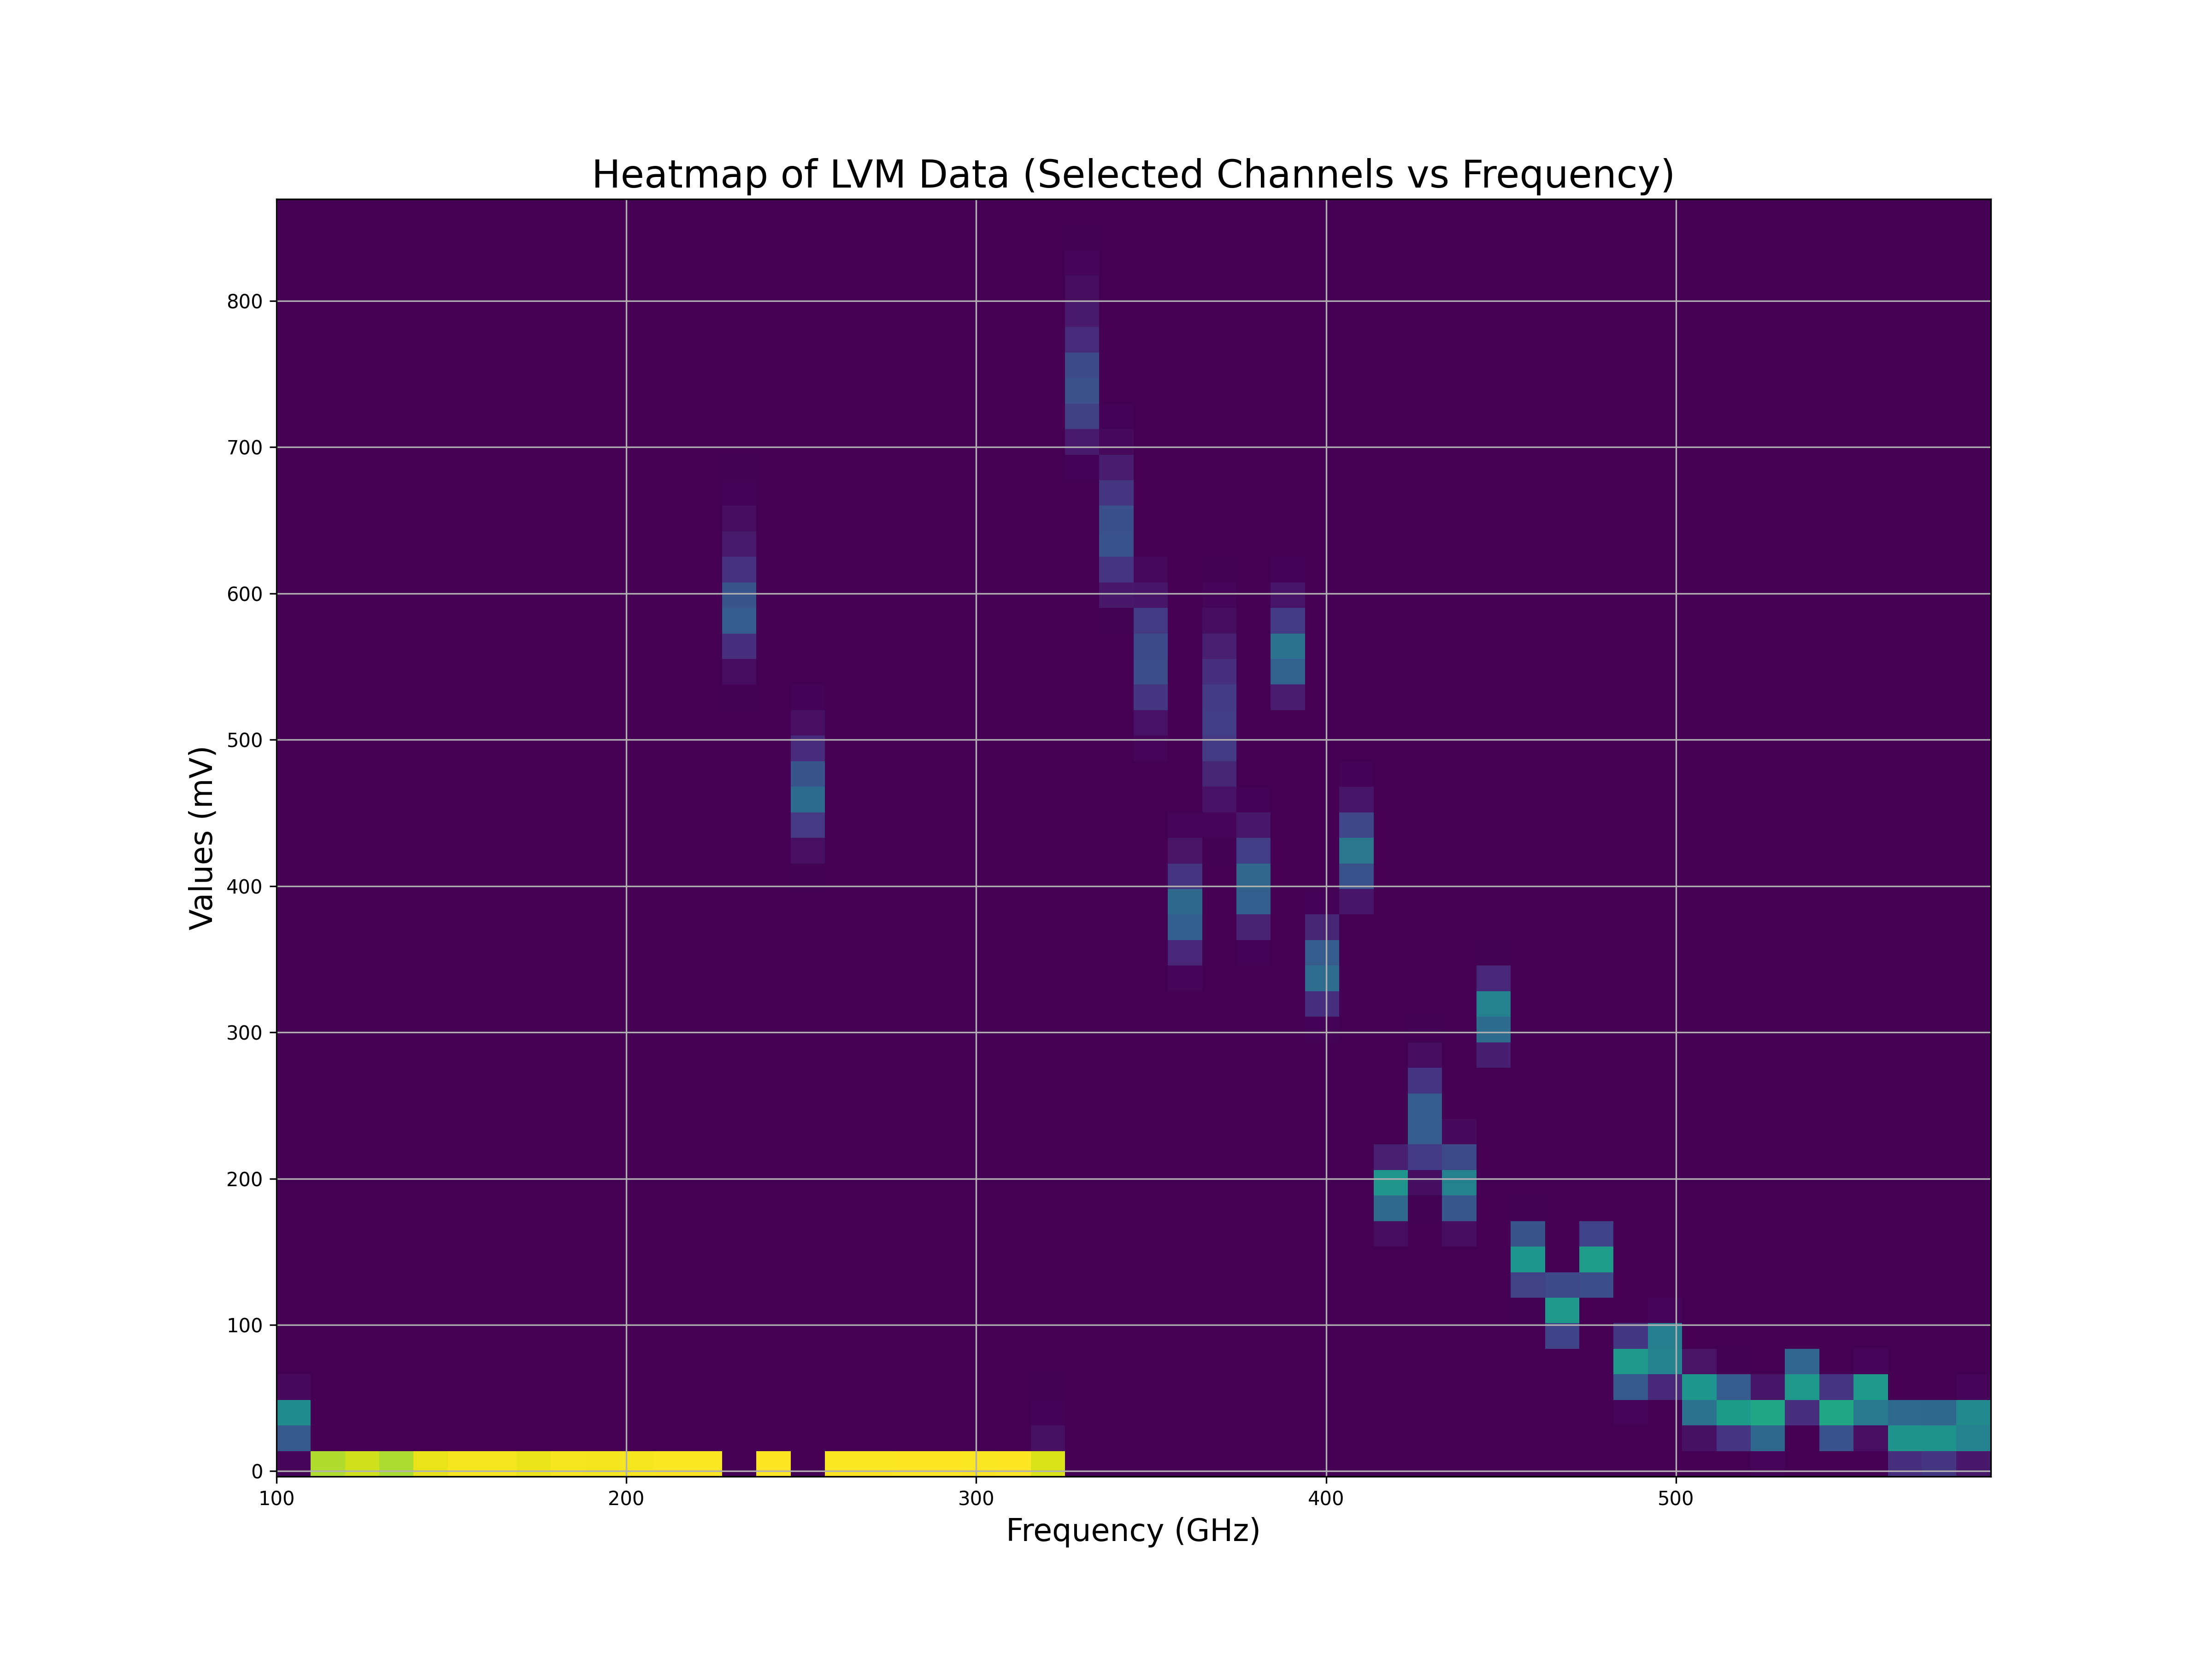 Heatmap of LVM Data (Selected Channels vs Frequency)
800
700
600
500
400
300
200
100
0
Values (mV)
100 200 300 400 500
Frequency (GHz)